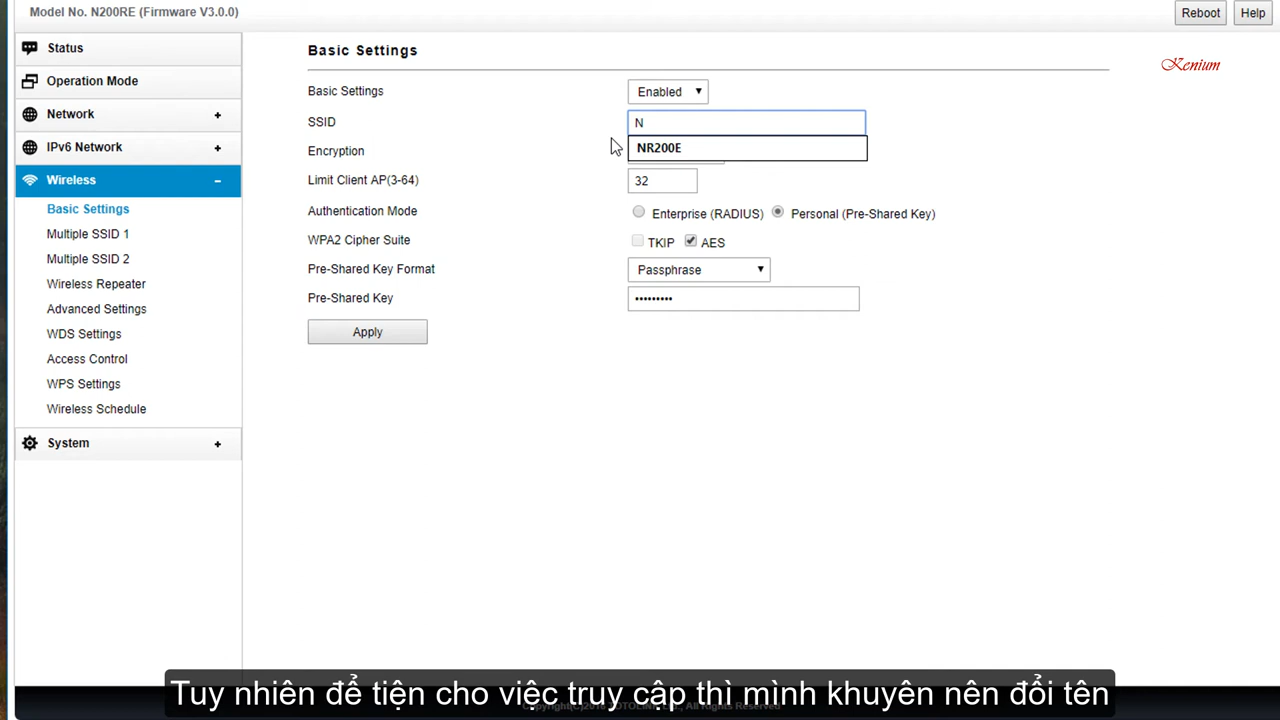 Model No. N200RE (Firmware V3.0.0)
Reboot
Help
Status
Operation Mode
Network +
IPv6 Network +
Wireless −
Basic Settings
Multiple SSID 1
Multiple SSID 2
Wireless Repeater
Advanced Settings
WDS Settings
Access Control
WPS Settings
Wireless Schedule
System +
Basic Settings
Kenium
Basic Settings Enabled
SSID N
NR200E
Encryption
Limit Client AP(3-64) 32
Authentication Mode Enterprise (RADIUS) Personal (Pre-Shared Key)
WPA2 Cipher Suite TKIP AES
Pre-Shared Key Format Passphrase
Pre-Shared Key •••••••••
Apply
Tuy nhiên để tiện cho việc truy cập thì mình khuyên nên đổi tên